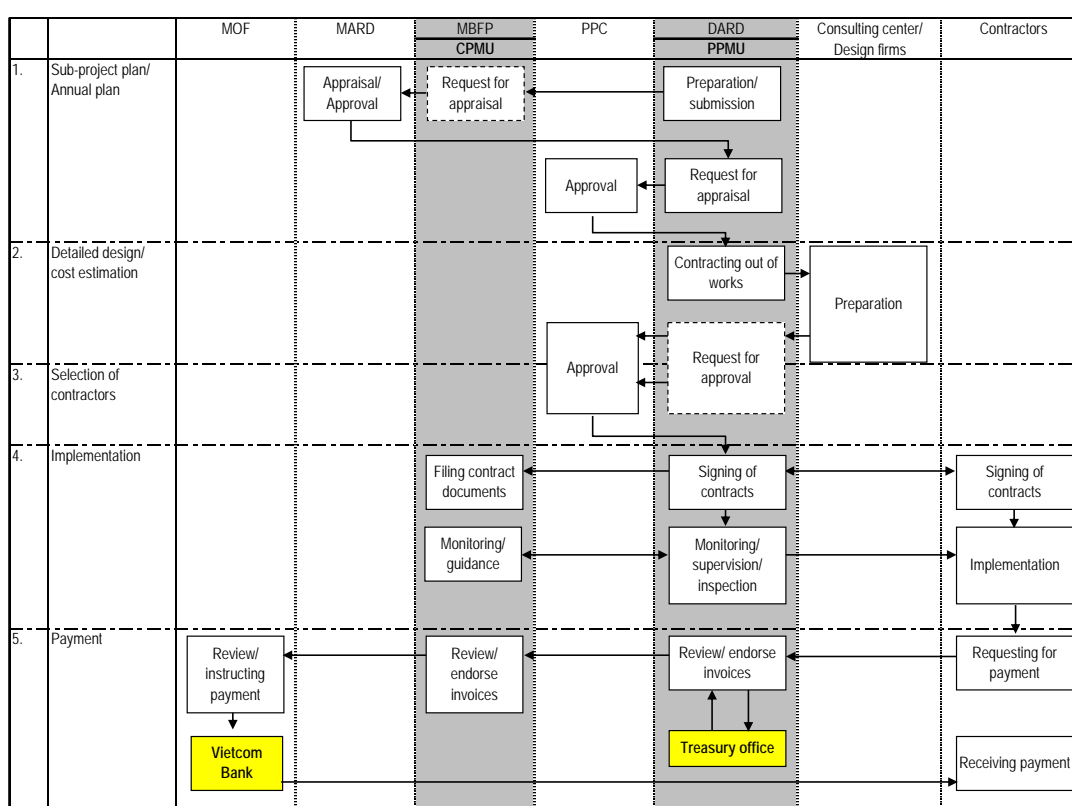 MOF
MARD
MBFP
PPC
DARD
Consulting center/
Design firms
Contractors
CPMU
PPMU
1.
Sub-project plan/
Annual plan
Appraisal/
Approval
Request for
appraisal
Preparation/
submission
Approval
Request for
appraisal
2.
Detailed design/
cost estimation
Contracting out of
works
Preparation
Approval
Request for
approval
3.
Selection of
contractors
4.
Implementation
Filing contract
documents
Signing of
contracts
Signing of
contracts
Monitoring/
guidance
Monitoring/
supervision/
inspection
Implementation
5.
Payment
Review/
instructing
payment
Review/
endorse
invoices
Review/ endorse
invoices
Requesting for
payment
Vietcom
Bank
Treasury office
Receiving payment